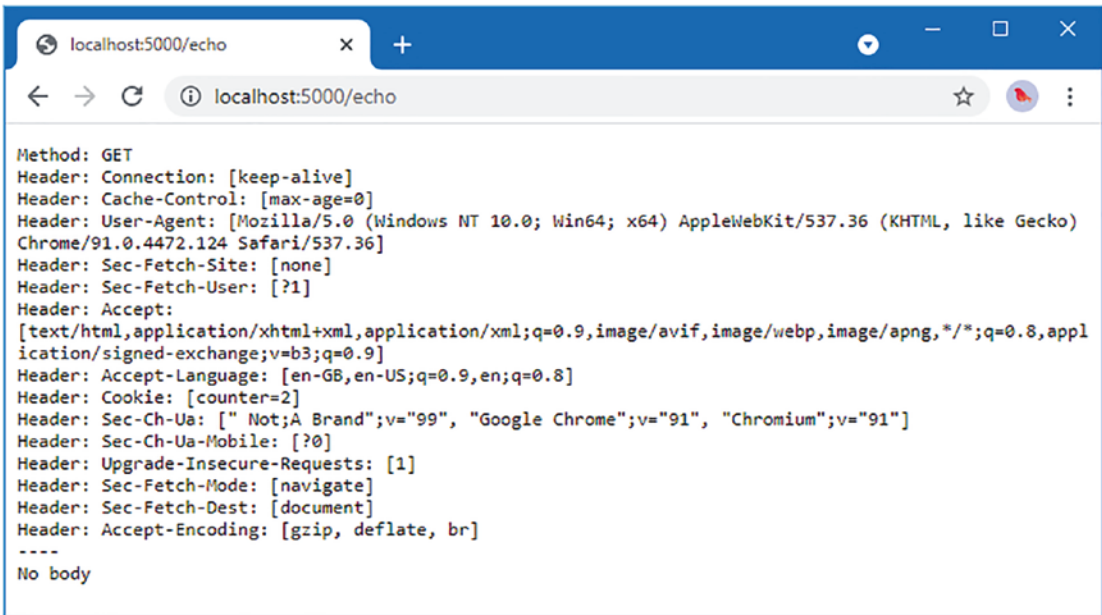 localhost:5000/echo
localhost:5000/echo
Method: GET
Header: Connection: [keep-alive]
Header: Cache-Control: [max-age=0]
Header: User-Agent: [Mozilla/5.0 (Windows NT 10.0; Win64; x64) AppleWebKit/537.36 (KHTML, like Gecko)
Chrome/91.0.4472.124 Safari/537.36]
Header: Sec-Fetch-Site: [none]
Header: Sec-Fetch-User: [?1]
Header: Accept:
[text/html,application/xhtml+xml,application/xml;q=0.9,image/avif,image/webp,image/apng,*/*;q=0.8,appl
ication/signed-exchange;v=b3;q=0.9]
Header: Accept-Language: [en-GB,en-US;q=0.9,en;q=0.8]
Header: Cookie: [counter=2]
Header: Sec-Ch-Ua: [" Not;A Brand";v="99", "Google Chrome";v="91", "Chromium";v="91"]
Header: Sec-Ch-Ua-Mobile: [?0]
Header: Upgrade-Insecure-Requests: [1]
Header: Sec-Fetch-Mode: [navigate]
Header: Sec-Fetch-Dest: [document]
Header: Accept-Encoding: [gzip, deflate, br]
----
No body